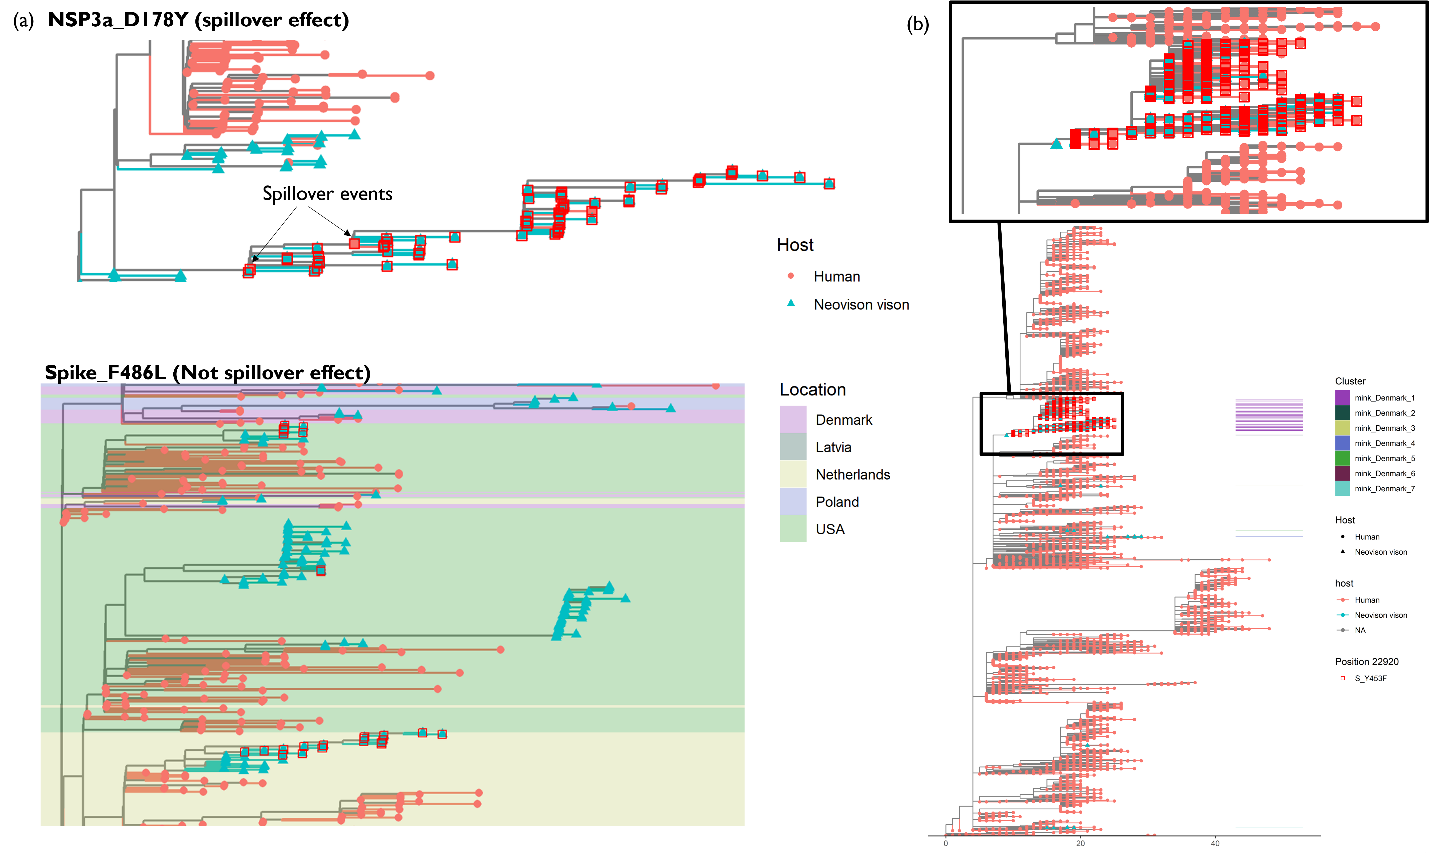 (a) NSP3a_D178Y (spillover effect)
Spillover events
Host
Human
Neovison vison
Spike_F486L (Not spillover effect)
Location
Denmark
Latvia
Netherlands
Poland
USA
(b)
Cluster
mink_Denmark_1
mink_Denmark_2
mink_Denmark_3
mink_Denmark_4
mink_Denmark_5
mink_Denmark_6
mink_Denmark_7
Host
Human
Neovison vison
host
Human
Neovison vison
NA
Position 22920
S_Y453F
0 20 40